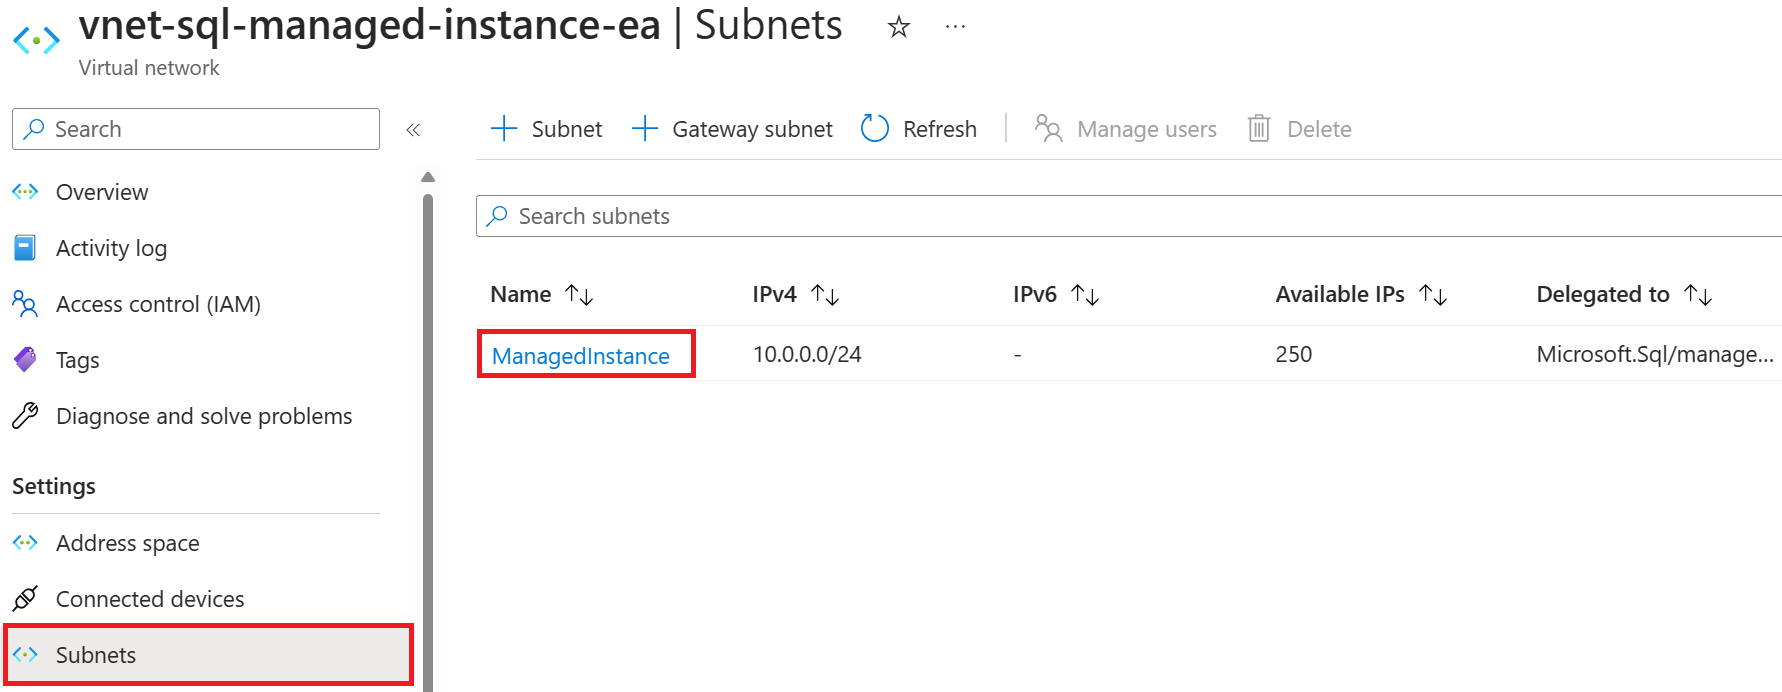 vnet-sql-managed-instance-ea | Subnets
Virtual network
Search
Overview
Activity log
Access control (IAM)
Tags
Diagnose and solve problems
Settings
Address space
Connected devices
Subnets
Subnet Gateway subnet Refresh Manage users Delete
Search subnets
Name IPv4 IPv6 Available IPs Delegated to
ManagedInstance 10.0.0.0/24 - 250 Microsoft.Sql/manage...